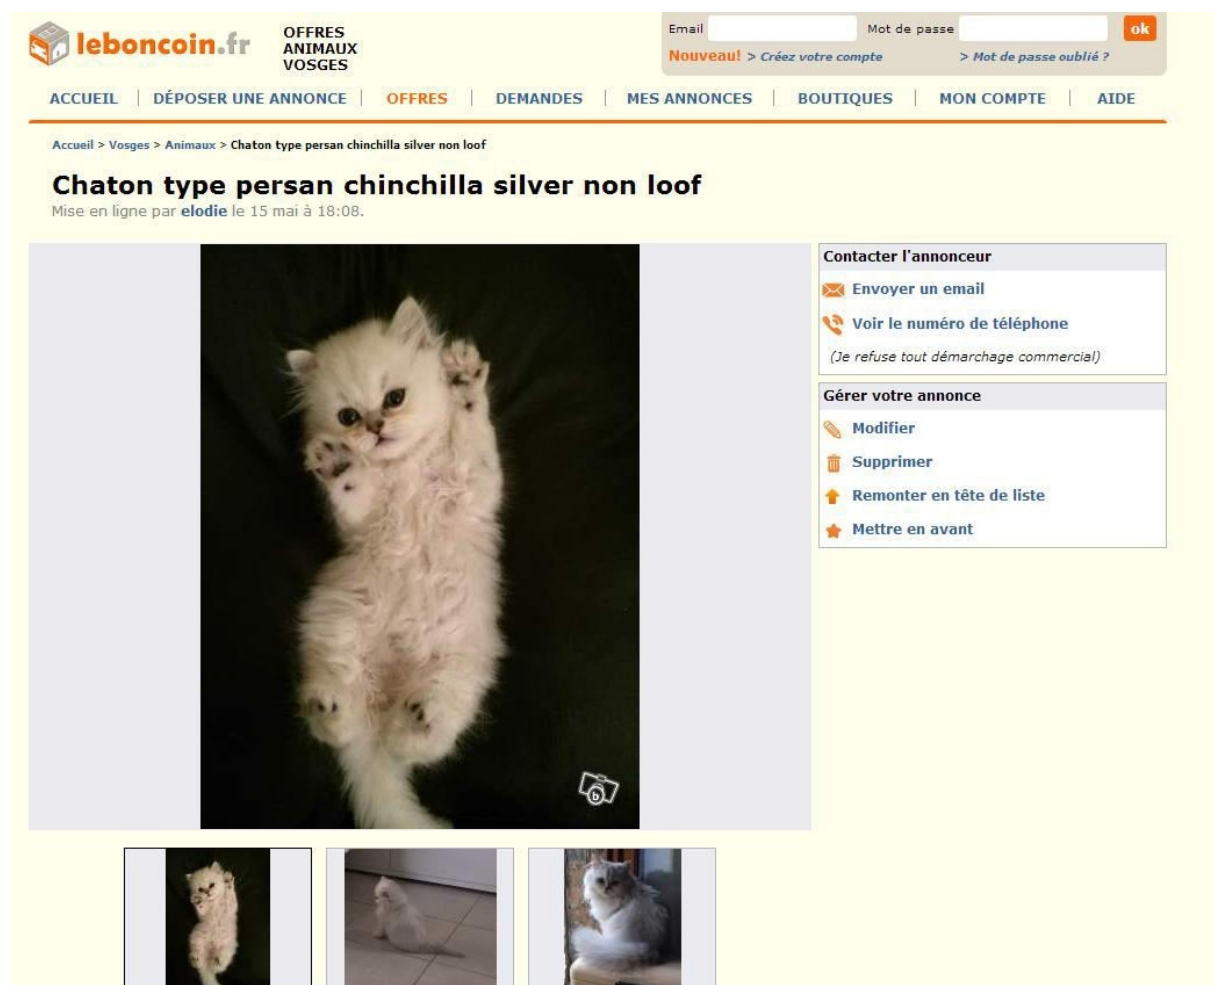 leboncoin.fr
OFFRES
ANIMAUX
VOSGES
Email
Mot de passe
ok
Nouveau! > Créez votre compte > Mot de passe oublié ?
ACCUEIL | DÉPOSER UNE ANNONCE | OFFRES | DEMANDES | MES ANNONCES | BOUTIQUES | MON COMPTE | AIDE
Accueil > Vosges > Animaux > Chaton type persan chinchilla silver non loof
Chaton type persan chinchilla silver non loof
Mise en ligne par elodie le 15 mai à 18:08.
Contacter l'annonceur
Envoyer un email
Voir le numéro de téléphone
(Je refuse tout démarchage commercial)
Gérer votre annonce
Modifier
Supprimer
Remonter en tête de liste
Mettre en avant
b